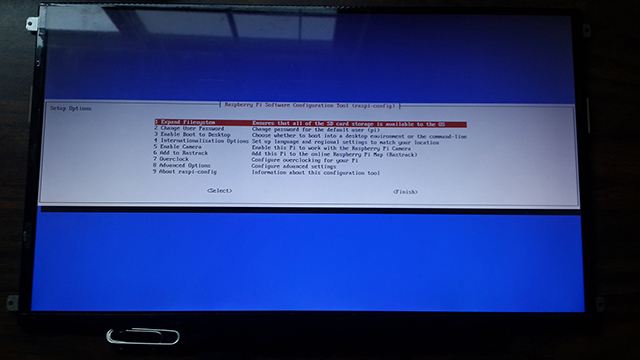 Raspberry Pi Software Configuration Tool (raspi-config)
Setup Options
1 Expand Filesystem Ensures that all of the SD card storage is available to the OS
2 Change User Password Change password for the default user (pi)
3 Enable Boot to Desktop Choose whether to boot into a desktop environment or the command-line
4 Internationalisation Options Set up language and regional settings to match your location
5 Enable Camera Enable this Pi to work with the Raspberry Pi Camera
6 Add to Rastrack Add this Pi to the online Raspberry Pi Map (Rastrack)
7 Overclock Configure overclocking for your Pi
8 Advanced Options Configure advanced settings
9 About raspi-config Information about this configuration tool
<Select> <Finish>